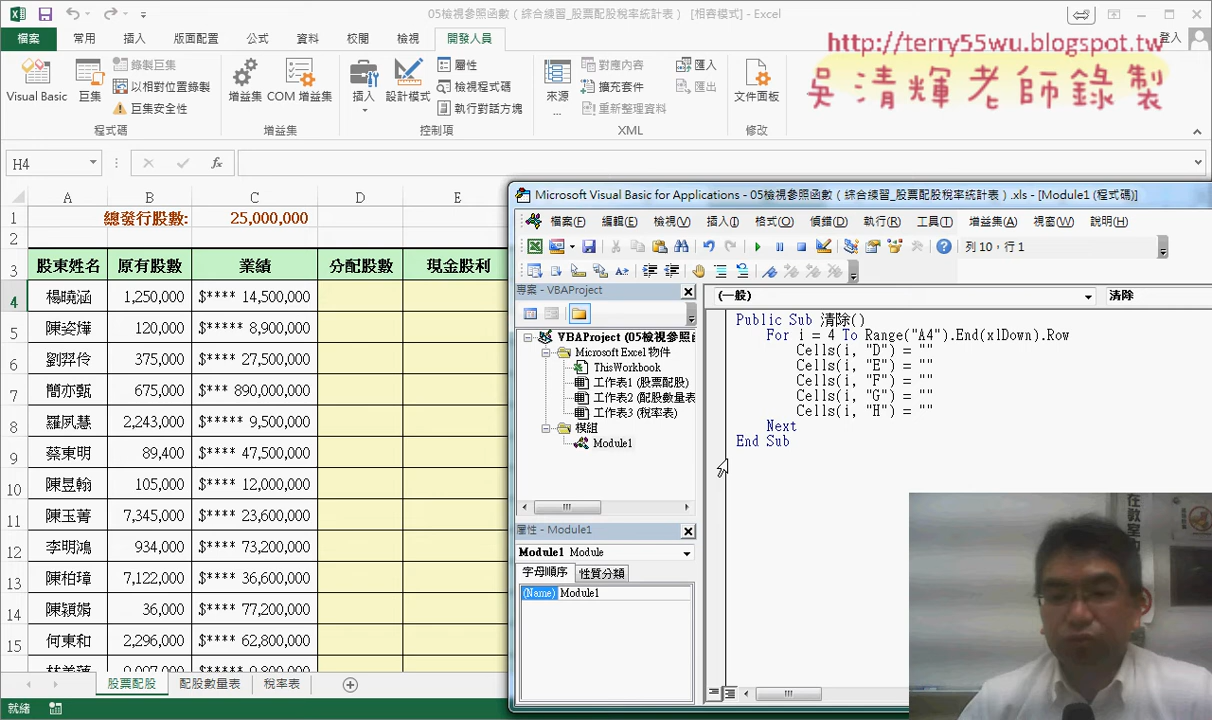 05檢視參照函數（綜合練習_股票配股稅率統計表） [相容模式] - Excel
檔案 常用 插入 版面配置 公式 資料 校閱 檢視 開發人員 登入
http://terry55wu.blogspot.tw
吳清輝老師錄製
Visual Basic 巨集 錄製巨集 以相對位置錄製 巨集安全性 增益集 COM 增益集 插入 設計模式 屬性 檢視程式碼 執行對話方塊 來源 ... 對應內容 擴充套件 重新整理資料 匯入 匯出 文件面板
程式碼 增益集 控制項 XML 修改
H4 fx
A B C D E
1 總發行股數: 25,000,000
2
3 股東姓名 原有股數 業績 分配股數 現金股利
4 楊曉涵 1,250,000 $**** 14,500,000
5 陳姿燁 120,000 $***** 8,900,000
6 劉羿伶 375,000 $**** 27,500,000
7 簡亦甄 675,000 $*** 890,000,000
8 羅夙慧 2,243,000 $***** 9,500,000
9 蔡東明 89,400 $**** 47,500,000
10 陳昱翰 105,000 $**** 12,000,000
11 陳玉菁 7,345,000 $**** 23,600,000
12 李明鴻 934,000 $**** 73,200,000
13 陳柏璋 7,122,000 $**** 36,600,000
14 陳穎娟 36,000 $**** 77,200,000
15 何東和 2,296,000 $**** 62,800,000
股票配股 配股數量表 稅率表
就緒
Microsoft Visual Basic for Applications - 05檢視參照函數（綜合練習_股票配股稅率統計表）.xls - [Module1 (程式碼)]
檔案(F) 編輯(E) 檢視(V) 插入(I) 格式(O) 偵錯(D) 執行(R) 工具(T) 增益集(A) 視窗(W) 說明(H)
列 10，行 1
專案 - VBAProject
VBAProject (05檢視參照函
Microsoft Excel 物件
ThisWorkbook
工作表1 (股票配股)
工作表2 (配股數量表
工作表3 (稅率表)
模組
Module1
屬性 - Module1
Module1 Module
字母順序 性質分類
(Name) Module1
(一般) 清除
Public Sub 清除()
For i = 4 To Range("A4").End(xlDown).Row
Cells(i, "D") = ""
Cells(i, "E") = ""
Cells(i, "F") = ""
Cells(i, "G") = ""
Cells(i, "H") = ""
Next
End Sub